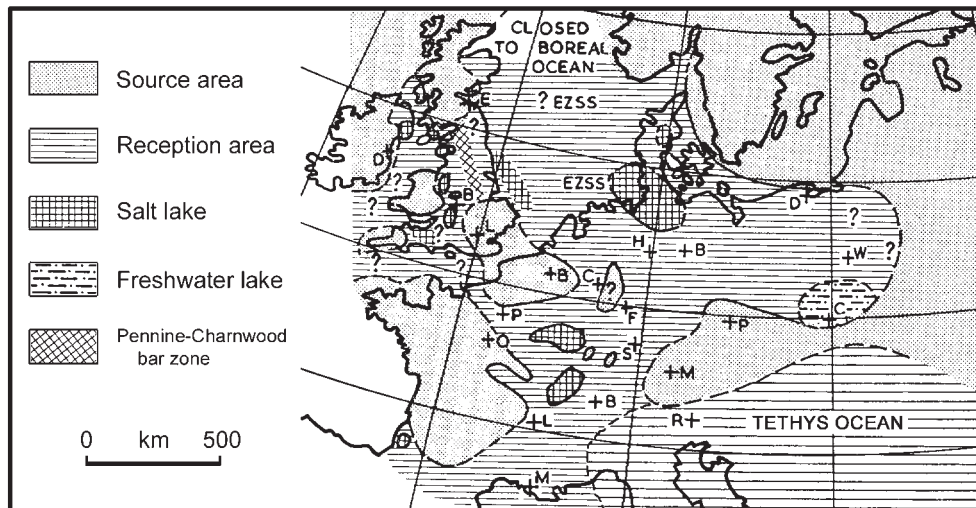 Source area
Reception area
Salt lake
Freshwater lake
Pennine-Charnwood
bar zone
0 km 500
CLOSED
TO BOREAL
OCEAN
? EZSS
E
?
D
EZSS
?
B
D
?
?
L
?
?
H
B
?
W
?
?
B
C
?
C
P
F
P
O
S
M
B
L
R
TETHYS OCEAN
M